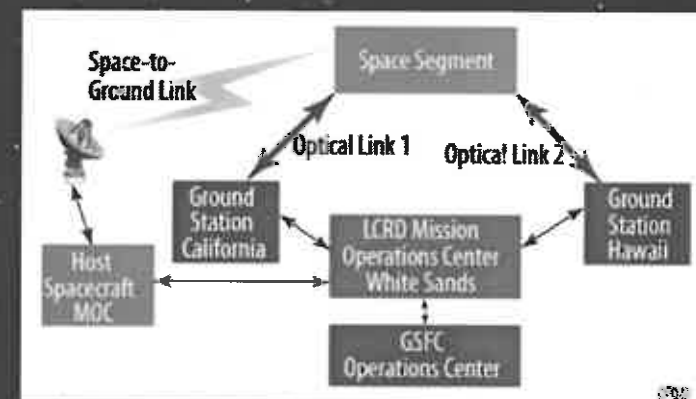 Space-to-
Ground Link
Space Segment
Optical Link 1
Optical Link 2
Ground
Station
California
Ground
Station
Hawaii
LCRD Mission
Operations Center
White Sands
Host
Spacecraft
MOC
GSFC
Operations Center